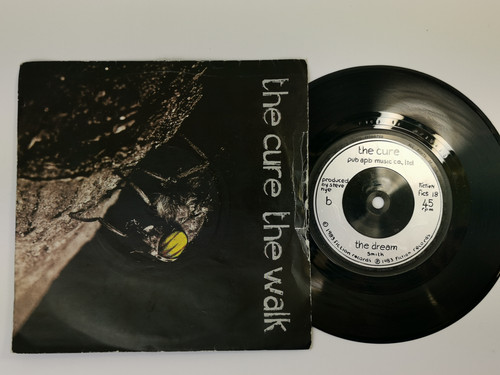 the cure the walk
the cure
pub apb music co. ltd
produced by steve nye
fiction
fics 18
b
45
rpm
the dream
smith
© 1983 fiction records ℗ 1983 fiction records